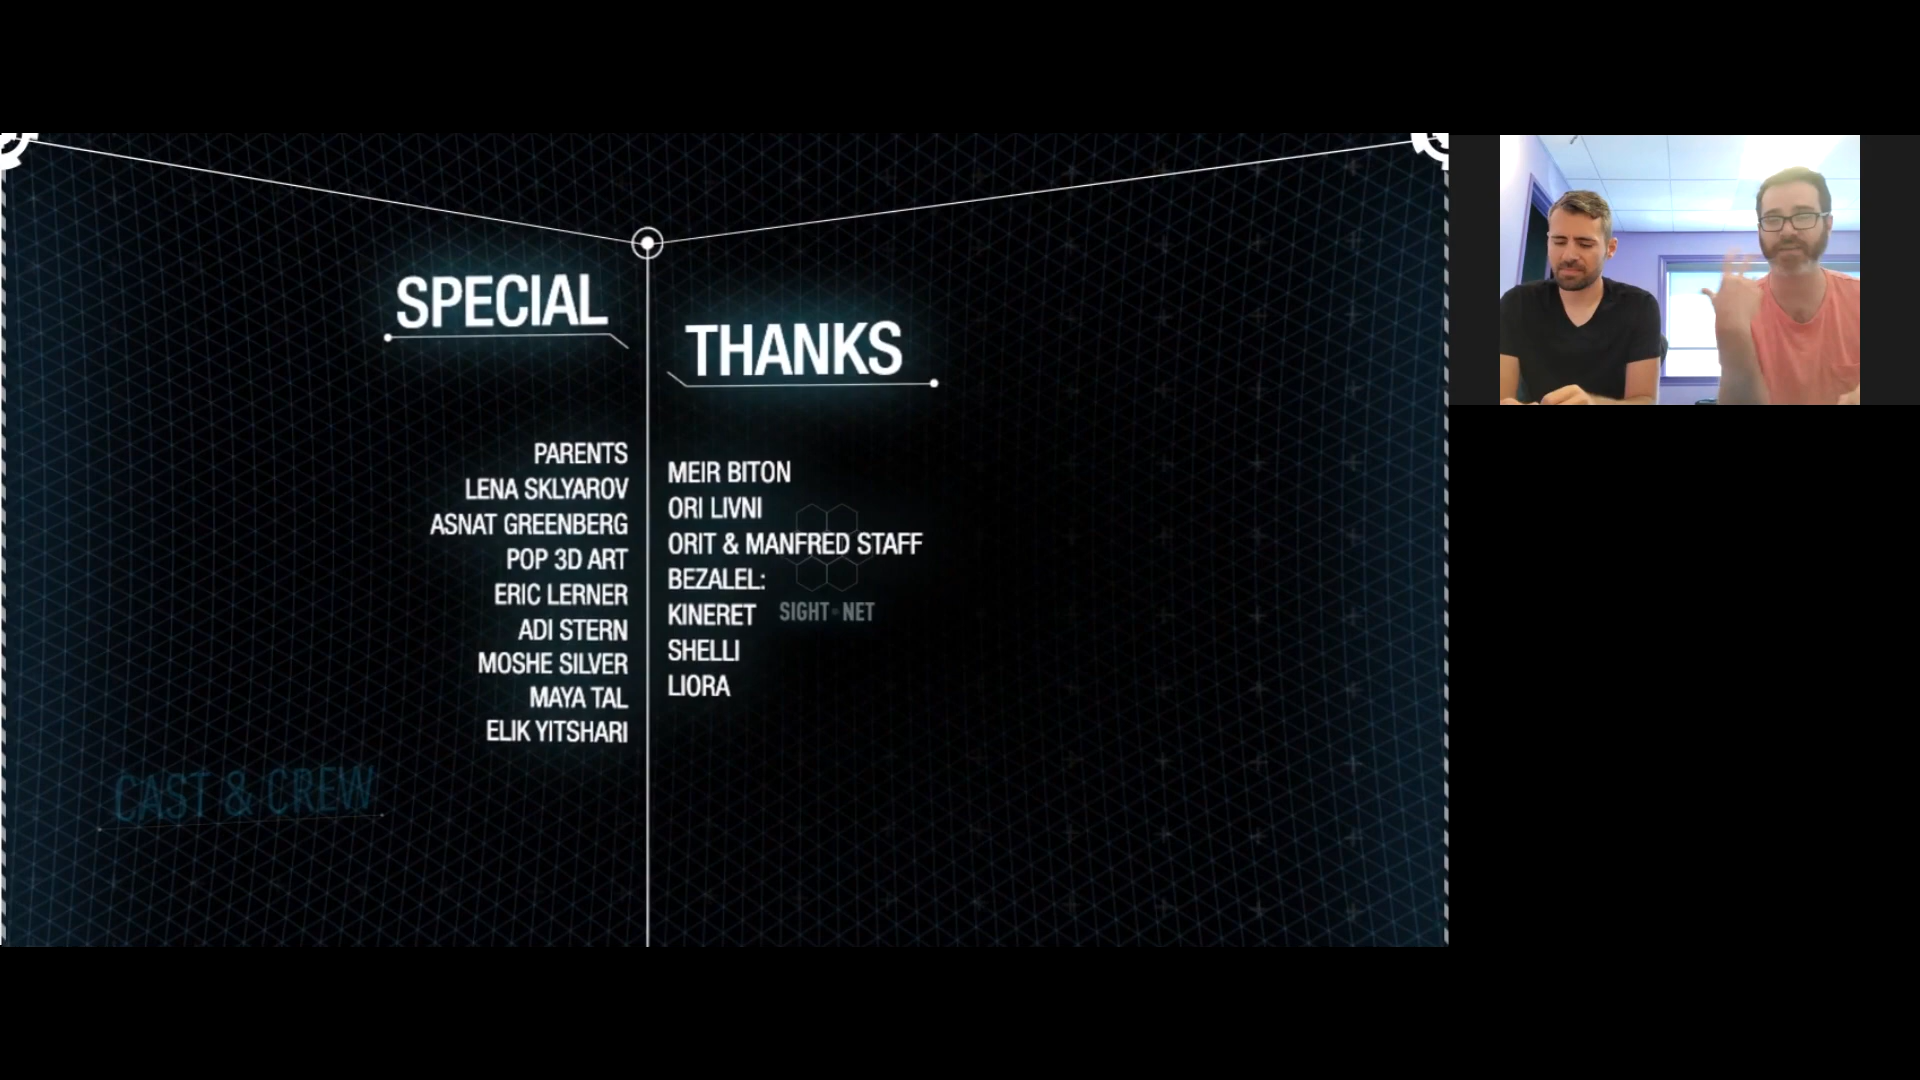 SPECIAL
THANKS
PARENTS
LENA SKLYAROV
ASNAT GREENBERG
POP 3D ART
ERIC LERNER
ADI STERN
MOSHE SILVER
MAYA TAL
ELIK YITSHARI
MEIR BITON
ORI LIVNI
ORIT & MANFRED STAFF
BEZALEL:
KINERET
SHELLI
LIORA
SIGHT NET
CAST & CREW